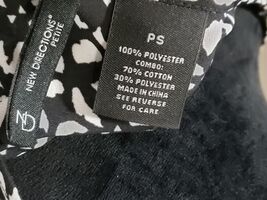 NEW DIRECTIONS®
PETITE
ND
PS
100% POLYESTER
COMBO:
70% COTTON
30% POLYESTER
MADE IN CHINA
SEE REVERSE
FOR CARE